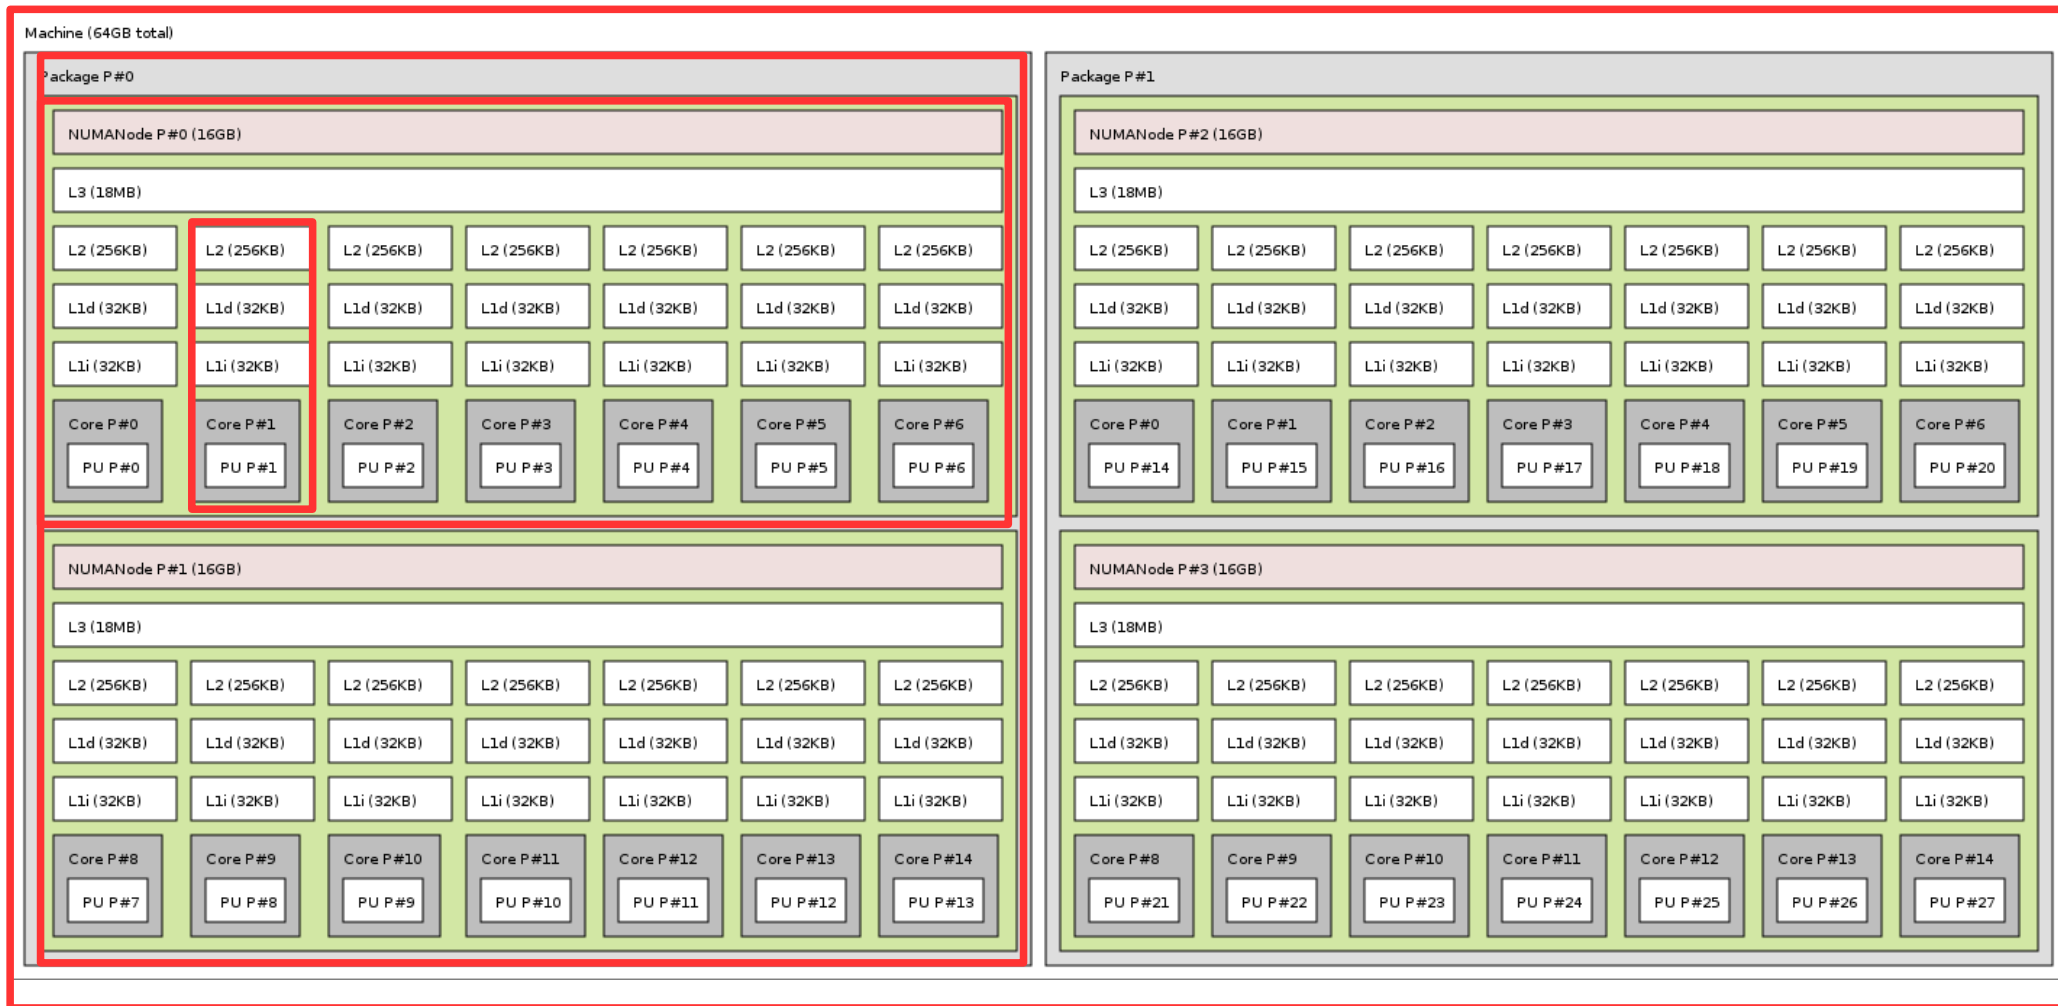 Machine (64GB total)
Package P#0
NUMANode P#0 (16GB)
L3 (18MB)
L2 (256KB) L2 (256KB) L2 (256KB) L2 (256KB) L2 (256KB) L2 (256KB) L2 (256KB)
L1d (32KB) L1d (32KB) L1d (32KB) L1d (32KB) L1d (32KB) L1d (32KB) L1d (32KB)
L1i (32KB) L1i (32KB) L1i (32KB) L1i (32KB) L1i (32KB) L1i (32KB) L1i (32KB)
Core P#0 Core P#1 Core P#2 Core P#3 Core P#4 Core P#5 Core P#6
PU P#0 PU P#1 PU P#2 PU P#3 PU P#4 PU P#5 PU P#6
NUMANode P#1 (16GB)
L3 (18MB)
L2 (256KB) L2 (256KB) L2 (256KB) L2 (256KB) L2 (256KB) L2 (256KB) L2 (256KB)
L1d (32KB) L1d (32KB) L1d (32KB) L1d (32KB) L1d (32KB) L1d (32KB) L1d (32KB)
L1i (32KB) L1i (32KB) L1i (32KB) L1i (32KB) L1i (32KB) L1i (32KB) L1i (32KB)
Core P#8 Core P#9 Core P#10 Core P#11 Core P#12 Core P#13 Core P#14
PU P#7 PU P#8 PU P#9 PU P#10 PU P#11 PU P#12 PU P#13
Package P#1
NUMANode P#2 (16GB)
L3 (18MB)
L2 (256KB) L2 (256KB) L2 (256KB) L2 (256KB) L2 (256KB) L2 (256KB) L2 (256KB)
L1d (32KB) L1d (32KB) L1d (32KB) L1d (32KB) L1d (32KB) L1d (32KB) L1d (32KB)
L1i (32KB) L1i (32KB) L1i (32KB) L1i (32KB) L1i (32KB) L1i (32KB) L1i (32KB)
Core P#0 Core P#1 Core P#2 Core P#3 Core P#4 Core P#5 Core P#6
PU P#14 PU P#15 PU P#16 PU P#17 PU P#18 PU P#19 PU P#20
NUMANode P#3 (16GB)
L3 (18MB)
L2 (256KB) L2 (256KB) L2 (256KB) L2 (256KB) L2 (256KB) L2 (256KB) L2 (256KB)
L1d (32KB) L1d (32KB) L1d (32KB) L1d (32KB) L1d (32KB) L1d (32KB) L1d (32KB)
L1i (32KB) L1i (32KB) L1i (32KB) L1i (32KB) L1i (32KB) L1i (32KB) L1i (32KB)
Core P#8 Core P#9 Core P#10 Core P#11 Core P#12 Core P#13 Core P#14
PU P#21 PU P#22 PU P#23 PU P#24 PU P#25 PU P#26 PU P#27